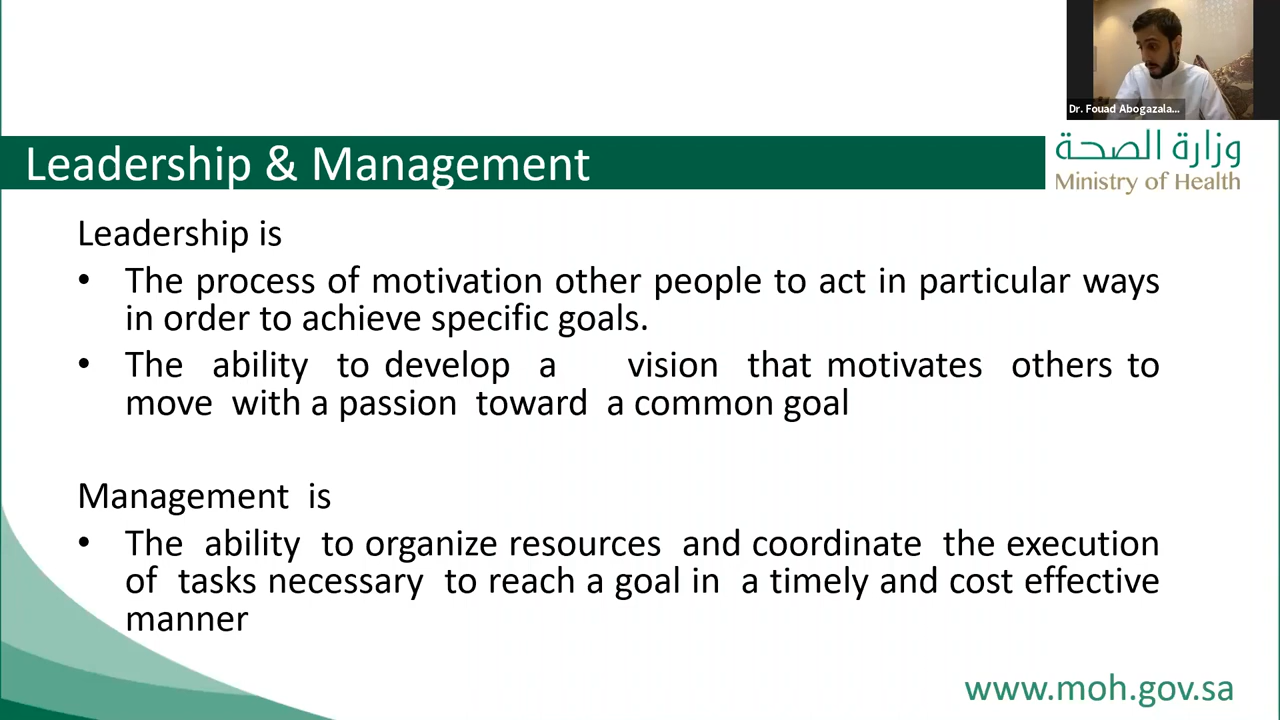 Dr. Fouad Abogazala...
Leadership & Management
وزارة الصحة
Ministry of Health
Leadership is
• The process of motivation other people to act in particular ways
in order to achieve specific goals.
• The ability to develop a vision that motivates others to
move with a passion toward a common goal
Management is
• The ability to organize resources and coordinate the execution
of tasks necessary to reach a goal in a timely and cost effective
manner
www.moh.gov.sa